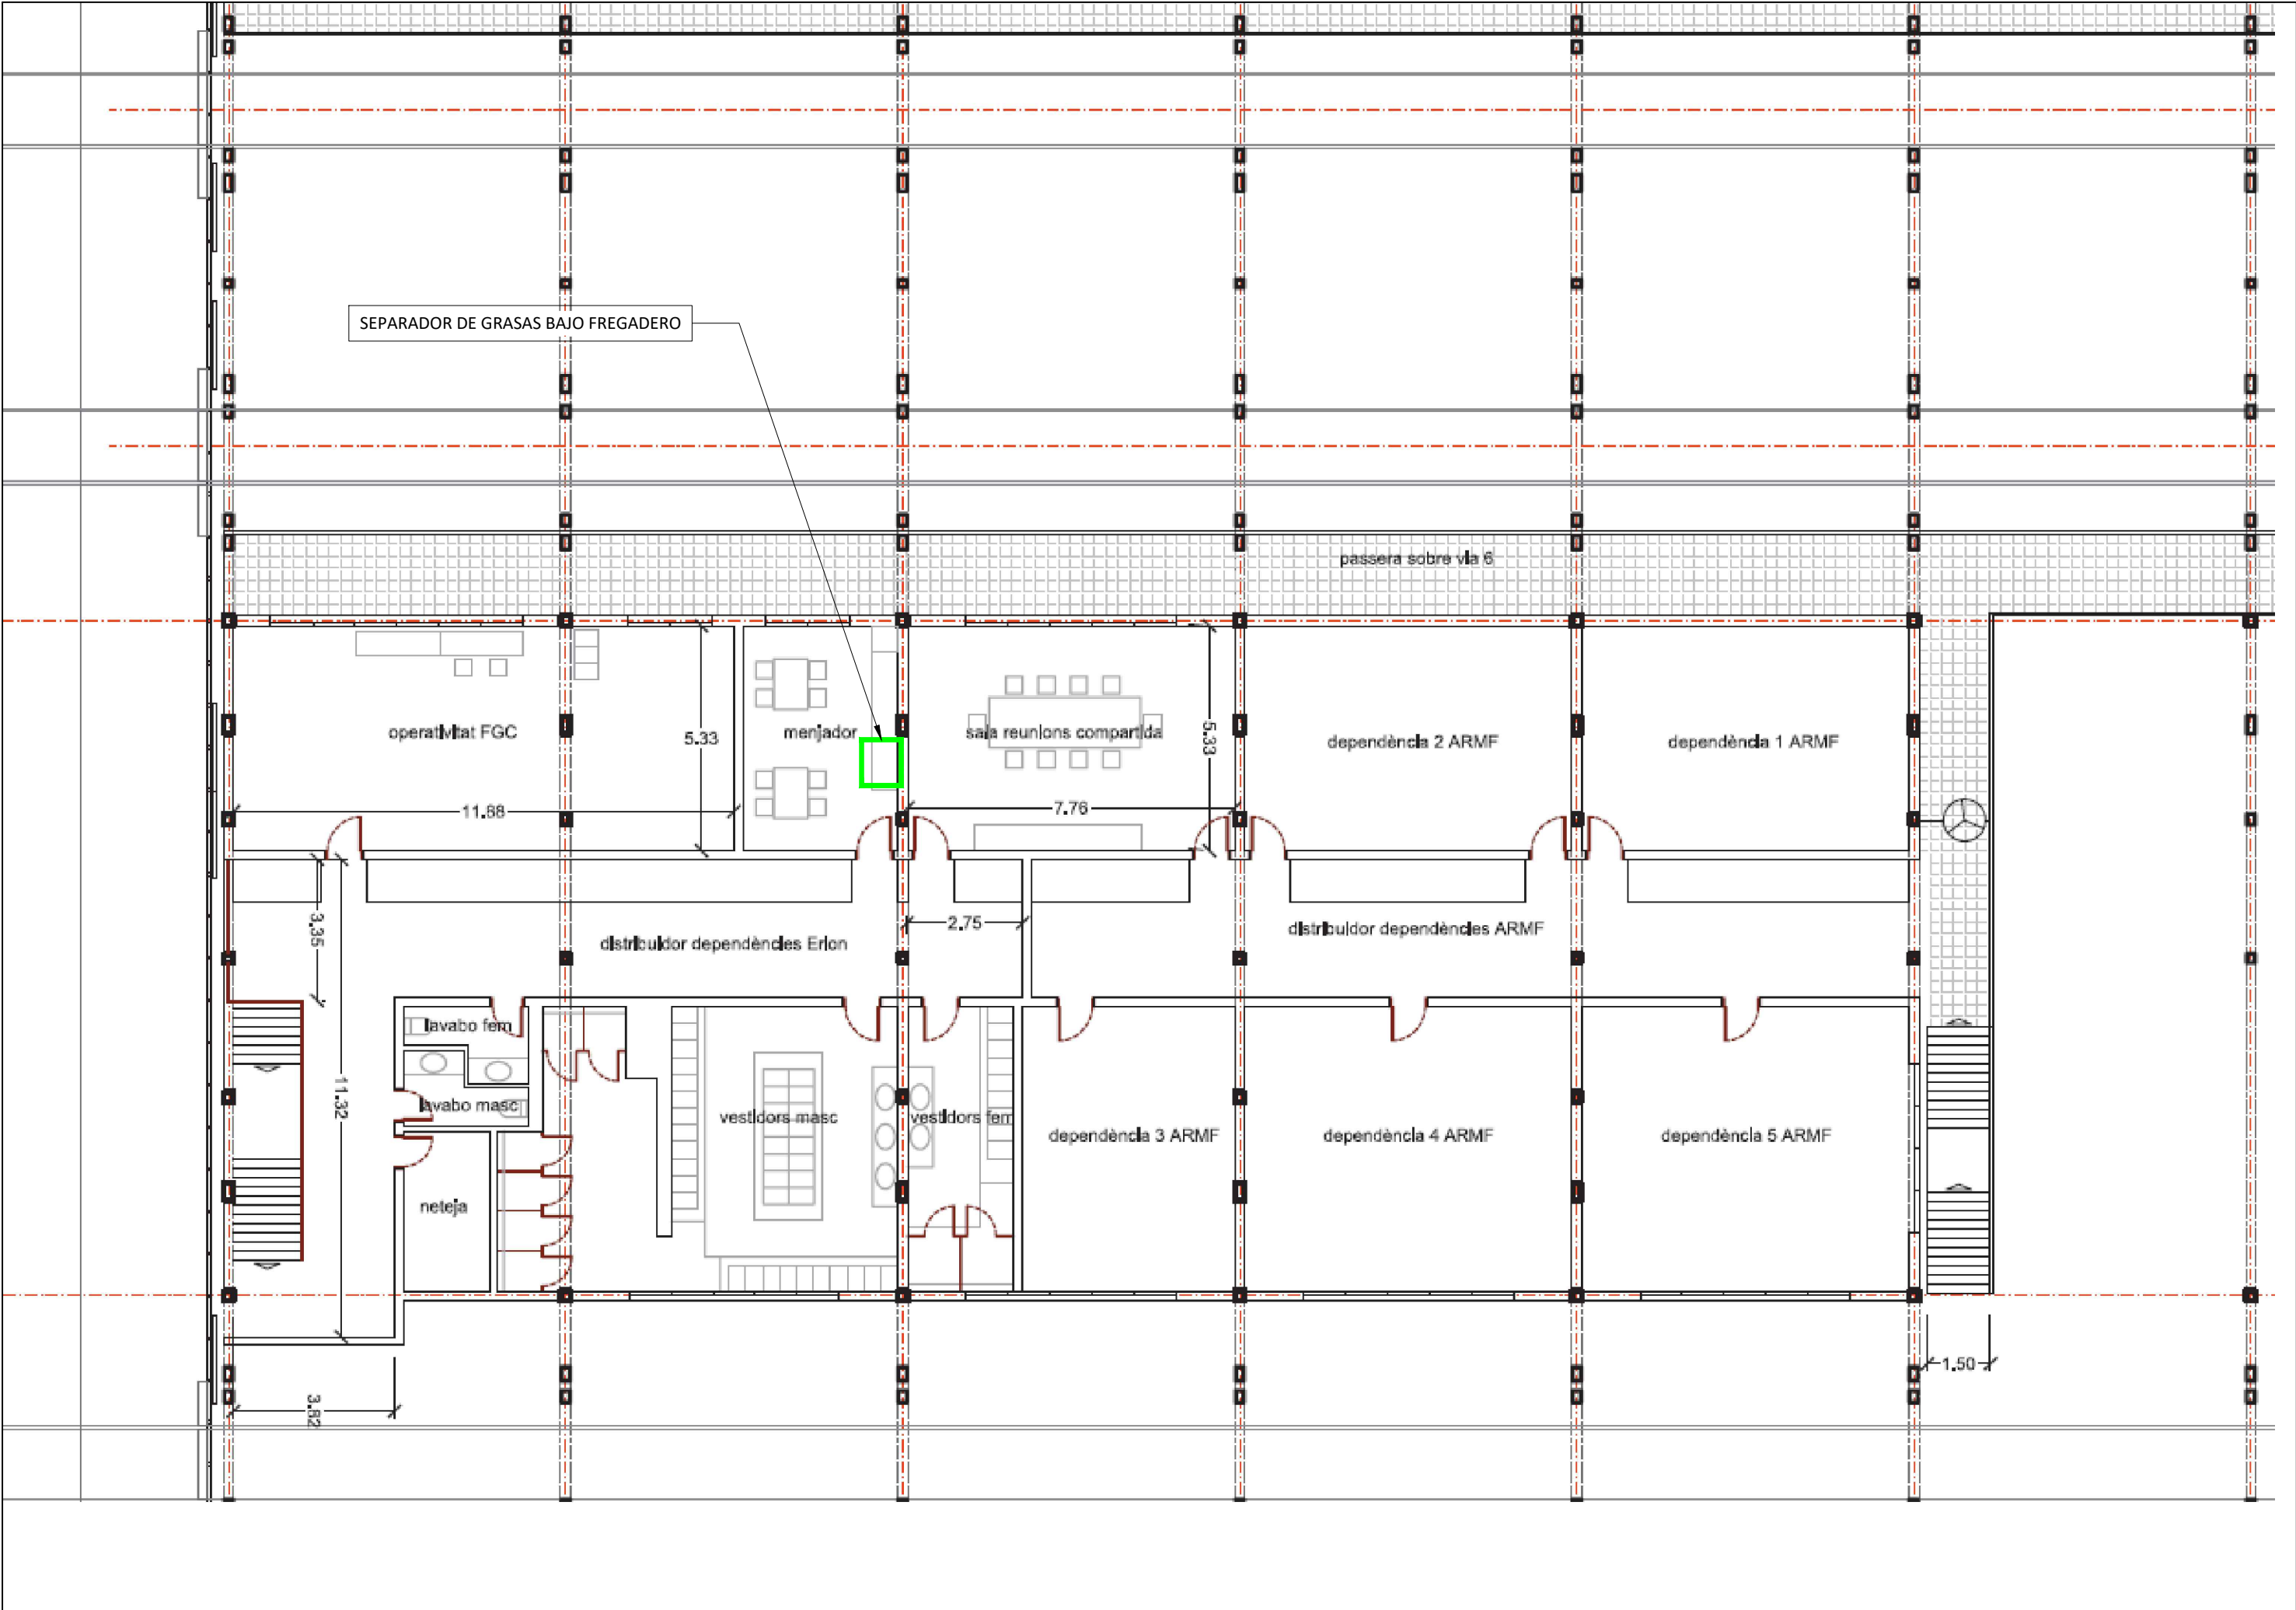 SEPARADOR DE GRASAS BAJO FREGADERO
passera sobre via 6
operativitat FGC
5.33
menjador
sala reunions compartida
5.33
dependència 2 ARMF
dependència 1 ARMF
11.88
7.76
3.35
distribuidor dependències Erion
2.75
distribuidor dependències ARMF
lavabo fem
11.32
lavabo masc
vestidors masc
vestidors fem
dependència 3 ARMF
dependència 4 ARMF
dependència 5 ARMF
neteja
1.50
3.82